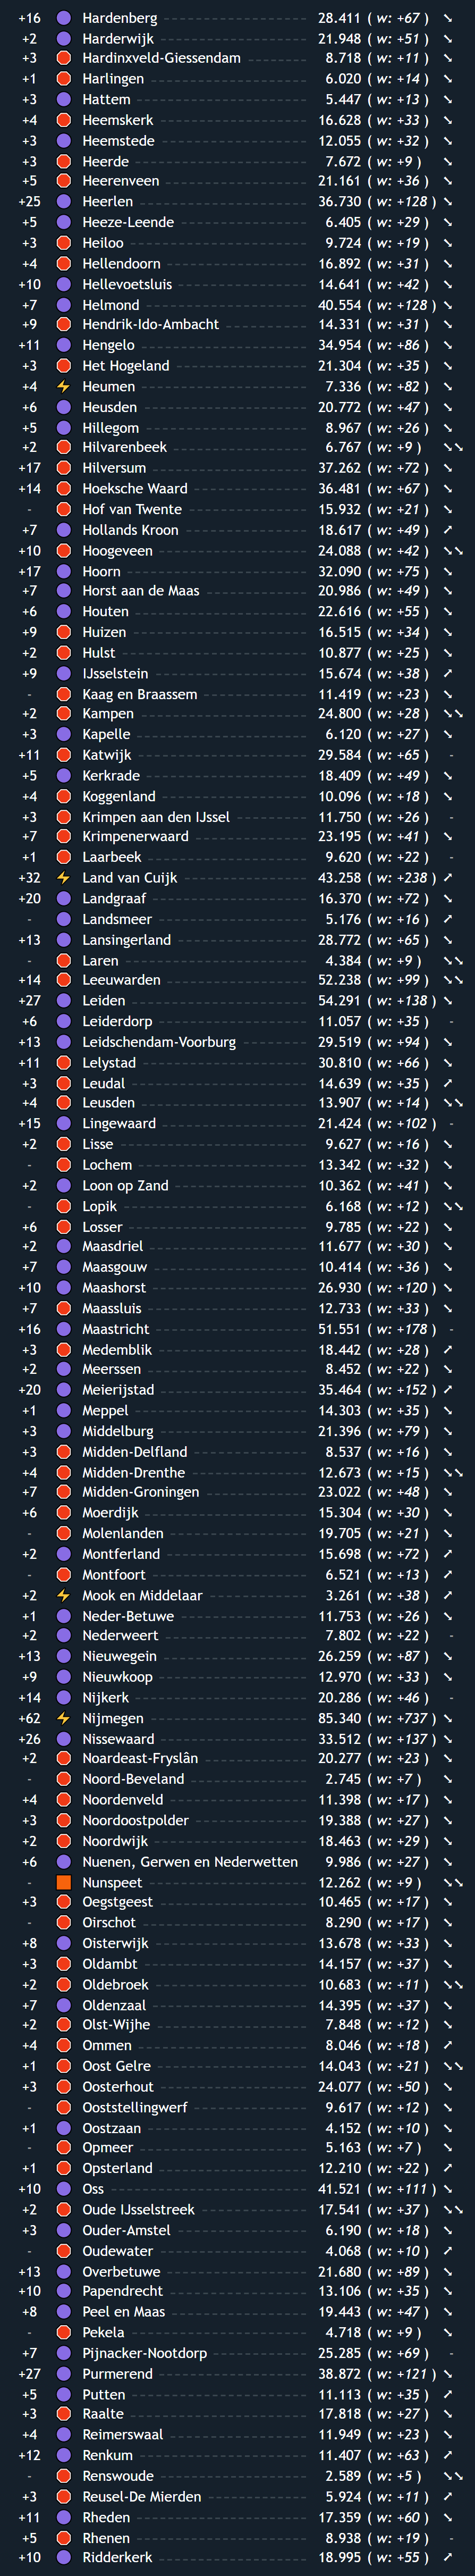 +16 Hardenberg 28.411 ( w: +67 ) ↘
+2 Harderwijk 21.948 ( w: +51 ) ↘
+3 Hardinxveld-Giessendam 8.718 ( w: +11 ) ↘
+1 Harlingen 6.020 ( w: +14 ) ↘
+3 Hattem 5.447 ( w: +13 ) ↘
+4 Heemskerk 16.628 ( w: +33 ) ↘
+3 Heemstede 12.055 ( w: +32 ) ↘
+3 Heerde 7.672 ( w: +9 ) ↘
+5 Heerenveen 21.161 ( w: +36 ) ↘
+25 Heerlen 36.730 ( w: +128 ) ↘
+5 Heeze-Leende 6.405 ( w: +29 ) ↘
+3 Heiloo 9.724 ( w: +19 ) ↘
+4 Hellendoorn 16.892 ( w: +31 ) ↘
+10 Hellevoetsluis 14.641 ( w: +42 ) ↘
+7 Helmond 40.554 ( w: +128 ) ↘
+9 Hendrik-Ido-Ambacht 14.331 ( w: +31 ) ↘
+11 Hengelo 34.954 ( w: +86 ) ↘
+3 Het Hogeland 21.304 ( w: +35 ) ↘
+4 Heumen 7.336 ( w: +82 ) ↘
+6 Heusden 20.772 ( w: +47 ) ↘
+5 Hillegom 8.967 ( w: +26 ) ↘
+2 Hilvarenbeek 6.767 ( w: +9 ) ↘↘
+17 Hilversum 37.262 ( w: +72 ) ↘
+14 Hoeksche Waard 36.481 ( w: +67 ) ↘
- Hof van Twente 15.932 ( w: +21 ) ↘
+7 Hollands Kroon 18.617 ( w: +49 ) ↗
+10 Hoogeveen 24.088 ( w: +42 ) ↘↘
+17 Hoorn 32.090 ( w: +75 ) ↘
+7 Horst aan de Maas 20.986 ( w: +49 ) ↘
+6 Houten 22.616 ( w: +55 ) ↘
+9 Huizen 16.515 ( w: +34 ) ↘
+2 Hulst 10.877 ( w: +25 ) ↘
+9 IJsselstein 15.674 ( w: +38 ) ↗
- Kaag en Braassem 11.419 ( w: +23 ) ↘
+2 Kampen 24.800 ( w: +28 ) ↘↘
+3 Kapelle 6.120 ( w: +27 ) ↘
+11 Katwijk 29.584 ( w: +65 ) -
+5 Kerkrade 18.409 ( w: +49 ) ↘
+4 Koggenland 10.096 ( w: +18 ) ↘
+3 Krimpen aan den IJssel 11.750 ( w: +26 ) -
+7 Krimpenerwaard 23.195 ( w: +41 ) ↘
+1 Laarbeek 9.620 ( w: +22 ) -
+32 Land van Cuijk 43.258 ( w: +238 ) ↗
+20 Landgraaf 16.370 ( w: +72 ) ↘
- Landsmeer 5.176 ( w: +16 ) ↗
+13 Lansingerland 28.772 ( w: +65 ) ↘
- Laren 4.384 ( w: +9 ) ↘↘
+14 Leeuwarden 52.238 ( w: +99 ) ↘↘
+27 Leiden 54.291 ( w: +138 ) ↘
+6 Leiderdorp 11.057 ( w: +35 ) -
+13 Leidschendam-Voorburg 29.519 ( w: +94 ) ↘
+11 Lelystad 30.810 ( w: +66 ) ↘
+3 Leudal 14.639 ( w: +35 ) ↗
+4 Leusden 13.907 ( w: +14 ) ↘↘
+15 Lingewaard 21.424 ( w: +102 ) -
+2 Lisse 9.627 ( w: +16 ) ↘
- Lochem 13.342 ( w: +32 ) ↘
+2 Loon op Zand 10.362 ( w: +41 ) ↘
- Lopik 6.168 ( w: +12 ) ↘↘
+6 Losser 9.785 ( w: +22 ) ↘
+2 Maasdriel 11.677 ( w: +30 ) ↘
+7 Maasgouw 10.414 ( w: +36 ) ↘
+10 Maashorst 26.930 ( w: +120 ) ↘
+7 Maassluis 12.733 ( w: +33 ) ↘
+16 Maastricht 51.551 ( w: +178 ) -
+3 Medemblik 18.442 ( w: +28 ) ↗
+2 Meerssen 8.452 ( w: +22 ) ↘
+20 Meierijstad 35.464 ( w: +152 ) ↗
+1 Meppel 14.303 ( w: +35 ) ↘
+3 Middelburg 21.396 ( w: +79 ) ↘
+3 Midden-Delfland 8.537 ( w: +16 ) ↘
+4 Midden-Drenthe 12.673 ( w: +15 ) ↘↘
+7 Midden-Groningen 23.022 ( w: +48 ) ↘
+6 Moerdijk 15.304 ( w: +30 ) ↘
- Molenlanden 19.705 ( w: +21 ) ↘
+2 Montferland 15.698 ( w: +72 ) ↗
- Montfoort 6.521 ( w: +13 ) ↗
+2 Mook en Middelaar 3.261 ( w: +38 ) ↗
+1 Neder-Betuwe 11.753 ( w: +26 ) ↘
+2 Nederweert 7.802 ( w: +22 ) -
+13 Nieuwegein 26.259 ( w: +87 ) ↘
+9 Nieuwkoop 12.970 ( w: +33 ) ↘
+14 Nijkerk 20.286 ( w: +46 ) -
+62 Nijmegen 85.340 ( w: +737 ) ↘
+26 Nissewaard 33.512 ( w: +137 ) ↘
+2 Noardeast-Fryslân 20.277 ( w: +23 ) ↘
- Noord-Beveland 2.745 ( w: +7 ) ↘
+4 Noordenveld 11.398 ( w: +17 ) ↘
+3 Noordoostpolder 19.388 ( w: +27 ) ↘
+2 Noordwijk 18.463 ( w: +29 ) ↘
+6 Nuenen, Gerwen en Nederwetten 9.986 ( w: +27 ) ↘
- Nunspeet 12.262 ( w: +9 ) ↘↘
+3 Oegstgeest 10.465 ( w: +17 ) ↘
- Oirschot 8.290 ( w: +17 ) ↘
+8 Oisterwijk 13.678 ( w: +33 ) ↘
+3 Oldambt 14.157 ( w: +37 ) ↘
+2 Oldebroek 10.683 ( w: +11 ) ↘↘
+7 Oldenzaal 14.395 ( w: +37 ) ↘
+2 Olst-Wijhe 7.848 ( w: +12 ) ↘
+4 Ommen 8.046 ( w: +18 ) ↗
+1 Oost Gelre 14.043 ( w: +21 ) ↘↘
+3 Oosterhout 24.077 ( w: +50 ) ↘
- Ooststellingwerf 9.617 ( w: +12 ) ↘
+1 Oostzaan 4.152 ( w: +10 ) ↘
- Opmeer 5.163 ( w: +7 ) ↘
+1 Opsterland 12.210 ( w: +22 ) ↗
+10 Oss 41.521 ( w: +111 ) ↘
+2 Oude IJsselstreek 17.541 ( w: +37 ) ↘↘
+3 Ouder-Amstel 6.190 ( w: +18 ) ↘
- Oudewater 4.068 ( w: +10 ) ↗
+13 Overbetuwe 21.680 ( w: +89 ) ↘
+10 Papendrecht 13.106 ( w: +35 ) ↘
+8 Peel en Maas 19.443 ( w: +47 ) ↘
- Pekela 4.718 ( w: +9 ) ↘
+7 Pijnacker-Nootdorp 25.285 ( w: +69 ) -
+27 Purmerend 38.872 ( w: +121 ) ↘
+5 Putten 11.113 ( w: +35 ) ↗
+3 Raalte 17.818 ( w: +27 ) ↘
+4 Reimerswaal 11.949 ( w: +23 ) ↘
+12 Renkum 11.407 ( w: +63 ) ↗
- Renswoude 2.589 ( w: +5 ) ↘↘
+3 Reusel-De Mierden 5.924 ( w: +11 ) ↗
+11 Rheden 17.359 ( w: +60 ) ↘
+5 Rhenen 8.938 ( w: +19 ) -
+10 Ridderkerk 18.995 ( w: +55 ) ↗